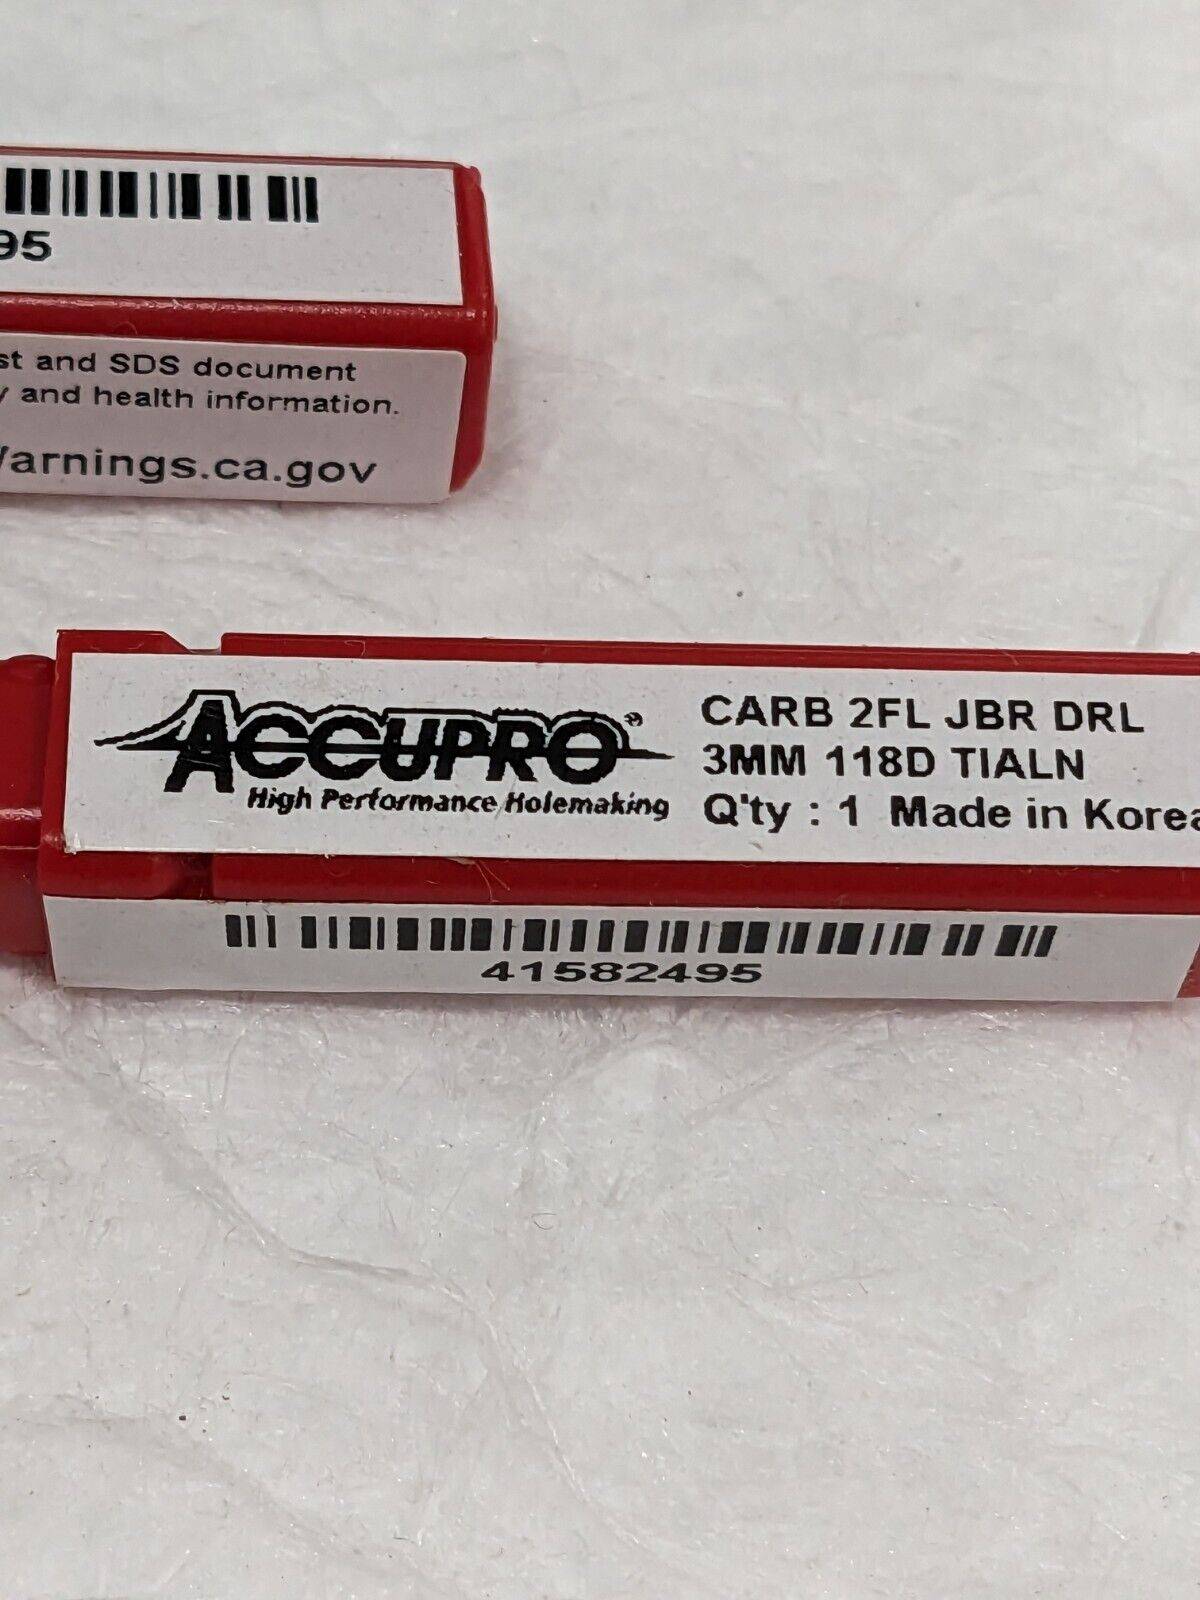 95
st and SDS document
y and health information.
Warnings.ca.gov
ACCUPRO®
High Performance Holemaking
CARB 2FL JBR DRL
3MM 118D TIALN
Q'ty : 1 Made in Korea
41582495